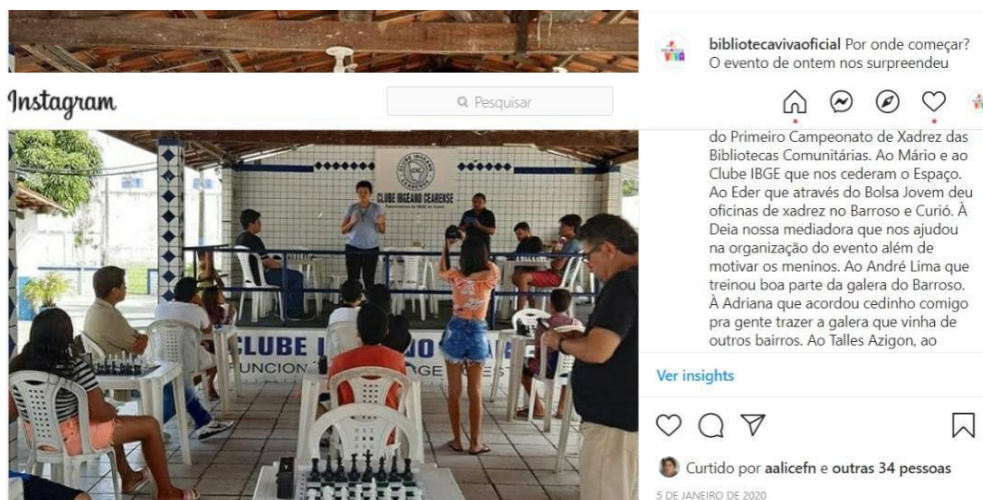 bibliotecavivaoficial Por onde começar?
O evento de ontem nos surpreendeu
Instagram
Pesquisar
do Primeiro Campeonato de Xadrez das
Bibliotecas Comunitárias. Ao Mário e ao
Clube IBGE que nos cederam o Espaço.
Ao Eder que através do Bolsa Jovem deu
oficinas de xadrez no Barroso e Curió. À
Deia nossa mediadora que nos ajudou
na organização do evento além de
motivar os meninos. Ao André Lima que
treinou boa parte da galera do Barroso.
À Adriana que acordou cedinho comigo
pra gente trazer a galera que vinha de
outros bairros. Ao Talles Azigon, ao
Ver insights
Curtido por aalicefn e outras 34 pessoas
5 DE JANEIRO DE 2020
CLUBE IBGEANO CEARENSE
CLUBE I